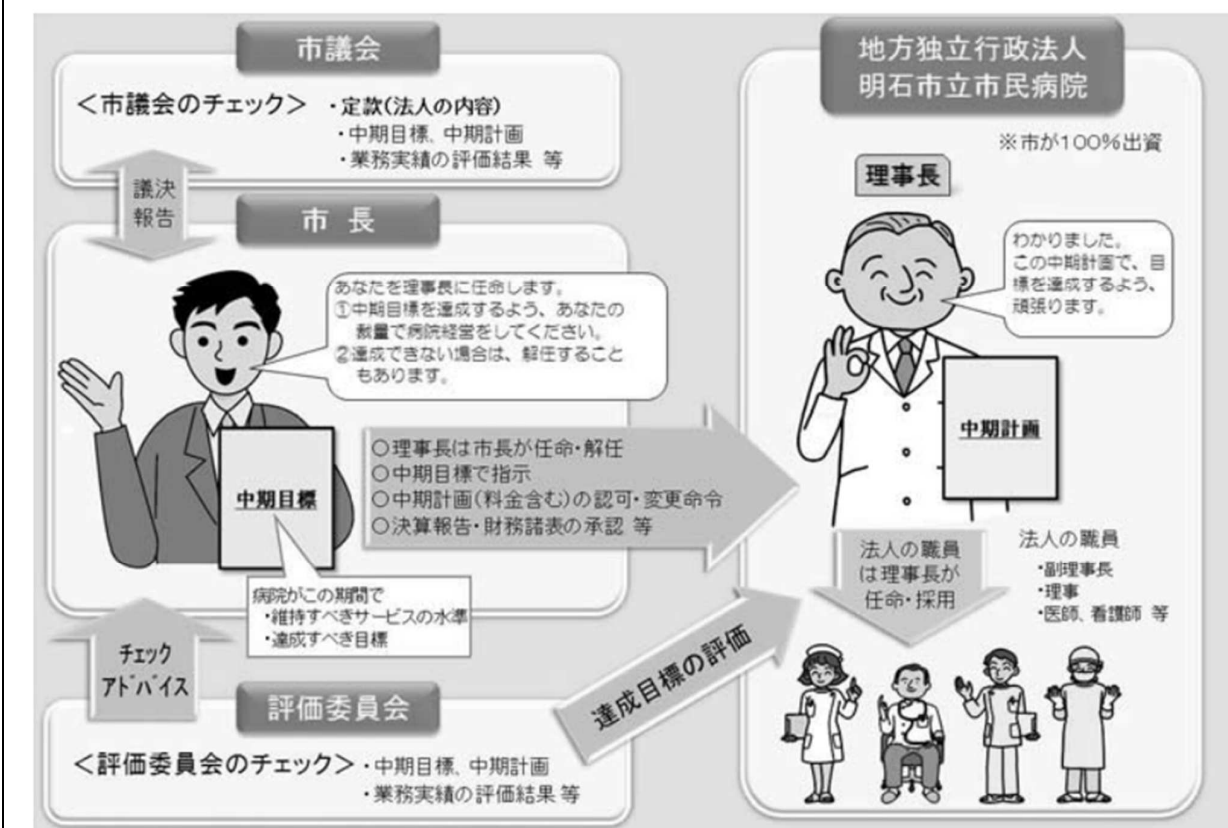 市議会
＜市議会のチェック＞ ・定款(法人の内容)
・中期目標、中期計画
・業務実績の評価結果 等
議決
報告
市 長
あなたを理事長に任命します。
①中期目標を達成するよう、あなたの
裁量で病院経営をしてください。
②達成できない場合は、解任すること
もあります。
中期目標
病院がこの期間で
・維持すべきサービスの水準
・達成すべき目標
○理事長は市長が任命・解任
○中期目標で指示
○中期計画(料金含む)の認可・変更命令
○決算報告・財務諸表の承認 等
チェック
アドバイス
評価委員会
＜評価委員会のチェック＞ ・中期目標、中期計画
・業務実績の評価結果 等
達成目標の評価
地方独立行政法人
明石市立市民病院
※市が100%出資
理事長
わかりました。
この中期計画で、目
標を達成するよう、
頑張ります。
中期計画
法人の職員
は理事長が
任命・採用
法人の職員
・副理事長
・理事
・医師、看護師 等